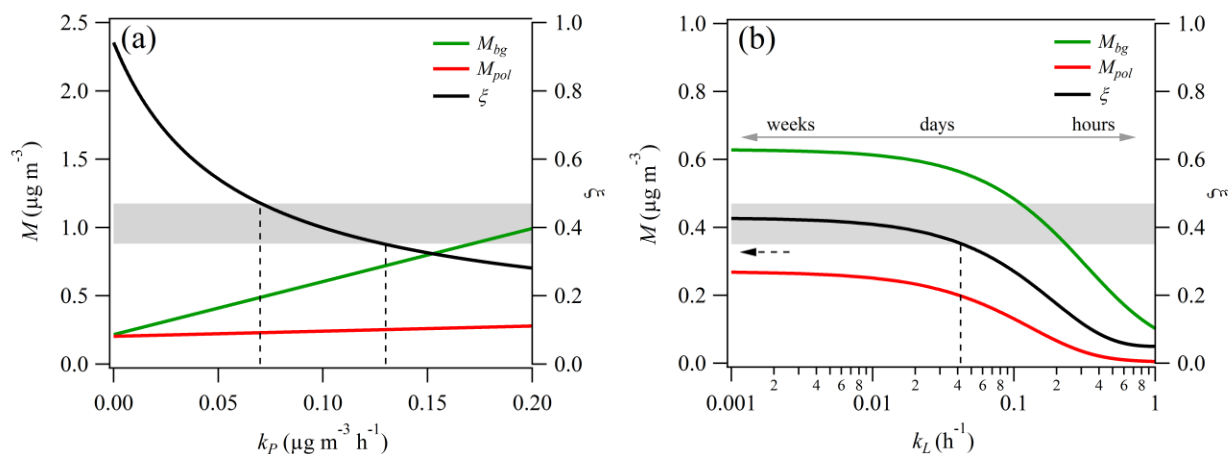 (a)
M_bg
M_pol
ξ
2.5
2.0
1.5
1.0
0.5
0.0
M (μg m⁻³)
1.0
0.8
0.6
0.4
0.2
0.0
ξ
0.00 0.05 0.10 0.15 0.20
k_P (μg m⁻³ h⁻¹)
(b)
M_bg
M_pol
ξ
weeks days hours
1.0
0.8
0.6
0.4
0.2
0.0
M (μg m⁻³)
1.0
0.8
0.6
0.4
0.2
0.0
ξ
2 4 6 8 2 4 6 8 2 4 6 8
0.001 0.01 0.1 1
k_L (h⁻¹)